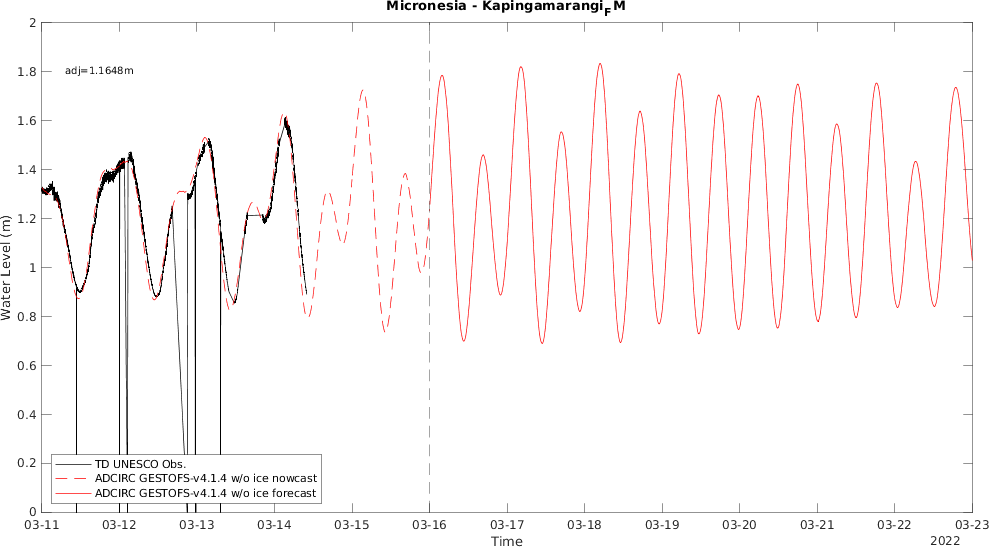 Micronesia - KapingamarangiFM
2
1.8
adj=1.1648m
1.6
1.4
1.2
1
0.8
0.6
0.4
0.2
0
Water Level (m)
TD UNESCO Obs.
ADCIRC GESTOFS-v4.1.4 w/o ice nowcast
ADCIRC GESTOFS-v4.1.4 w/o ice forecast
03-11 03-12 03-13 03-14 03-15 03-16 03-17 03-18 03-19 03-20 03-21 03-22 03-23
Time
2022